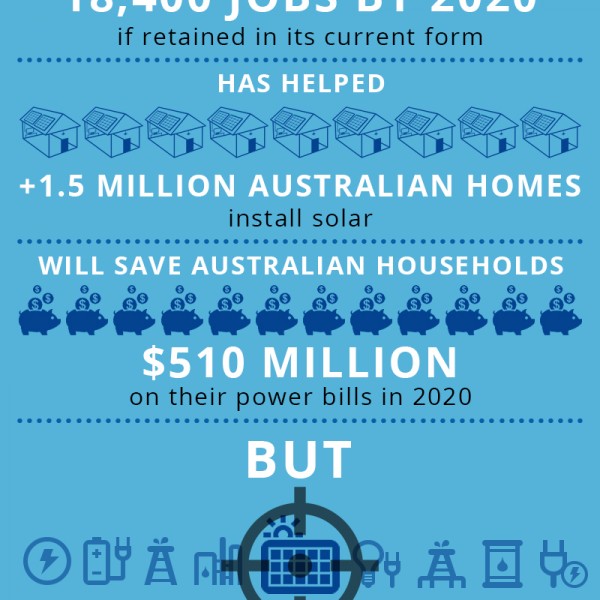 18,400 JOBS BY 2020
if retained in its current form
HAS HELPED
+1.5 MILLION AUSTRALIAN HOMES
install solar
WILL SAVE AUSTRALIAN HOUSEHOLDS
$510 MILLION
on their power bills in 2020
BUT